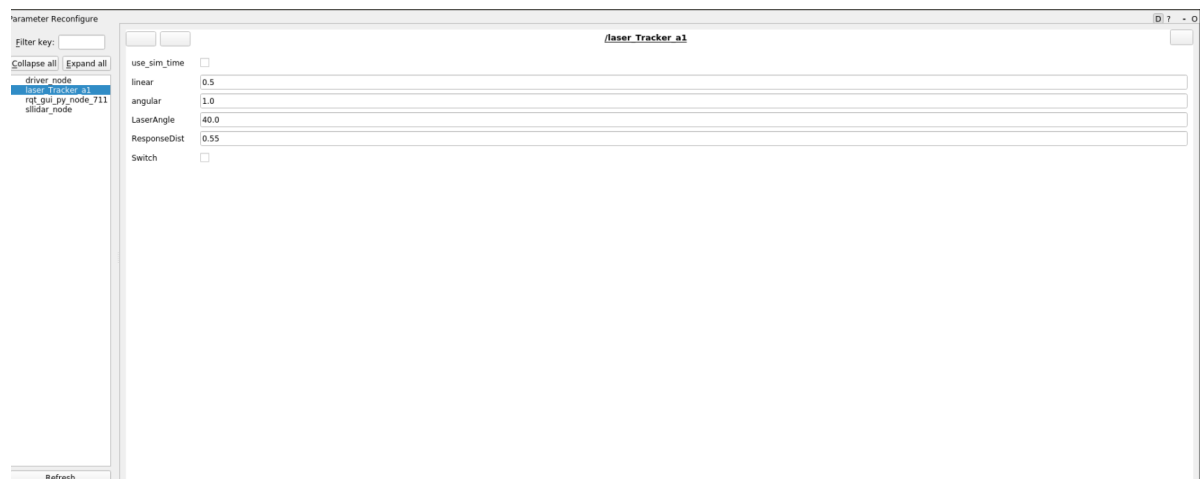 Parameter Reconfigure
D ? - O
Filter key:
Collapse all Expand all
driver_node
laser_Tracker_a1
rqt_gui_py_node_711
sllidar_node
Refresh
/laser_Tracker_a1
use_sim_time
linear 0.5
angular 1.0
LaserAngle 40.0
ResponseDist 0.55
Switch